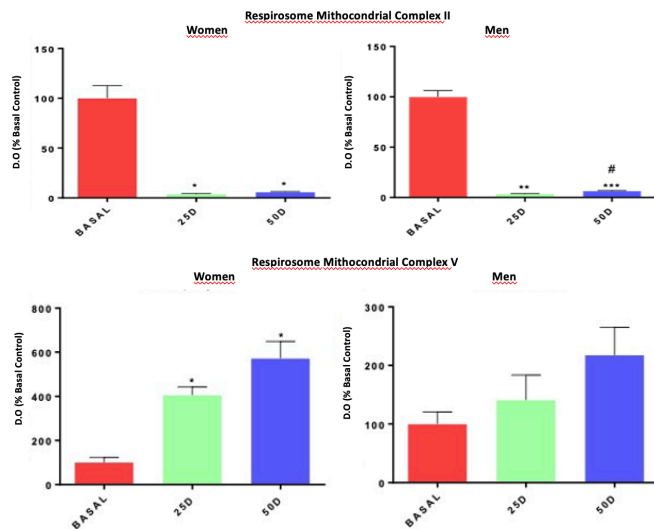 Respirosome Mithocondrial Complex II
Women
Men
D.O (% Basal Control)
150
100
50
0
*
*
BASAL
25D
50D
D.O (% Basal Control)
150
100
50
0
**
#
***
BASAL
25D
50D
Respirosome Mithocondrial Complex V
Women
Men
D.O (% Basal Control)
800
600
400
200
0
*
*
BASAL
25D
50D
D.O (% Basal Control)
300
200
100
0
BASAL
25D
50D